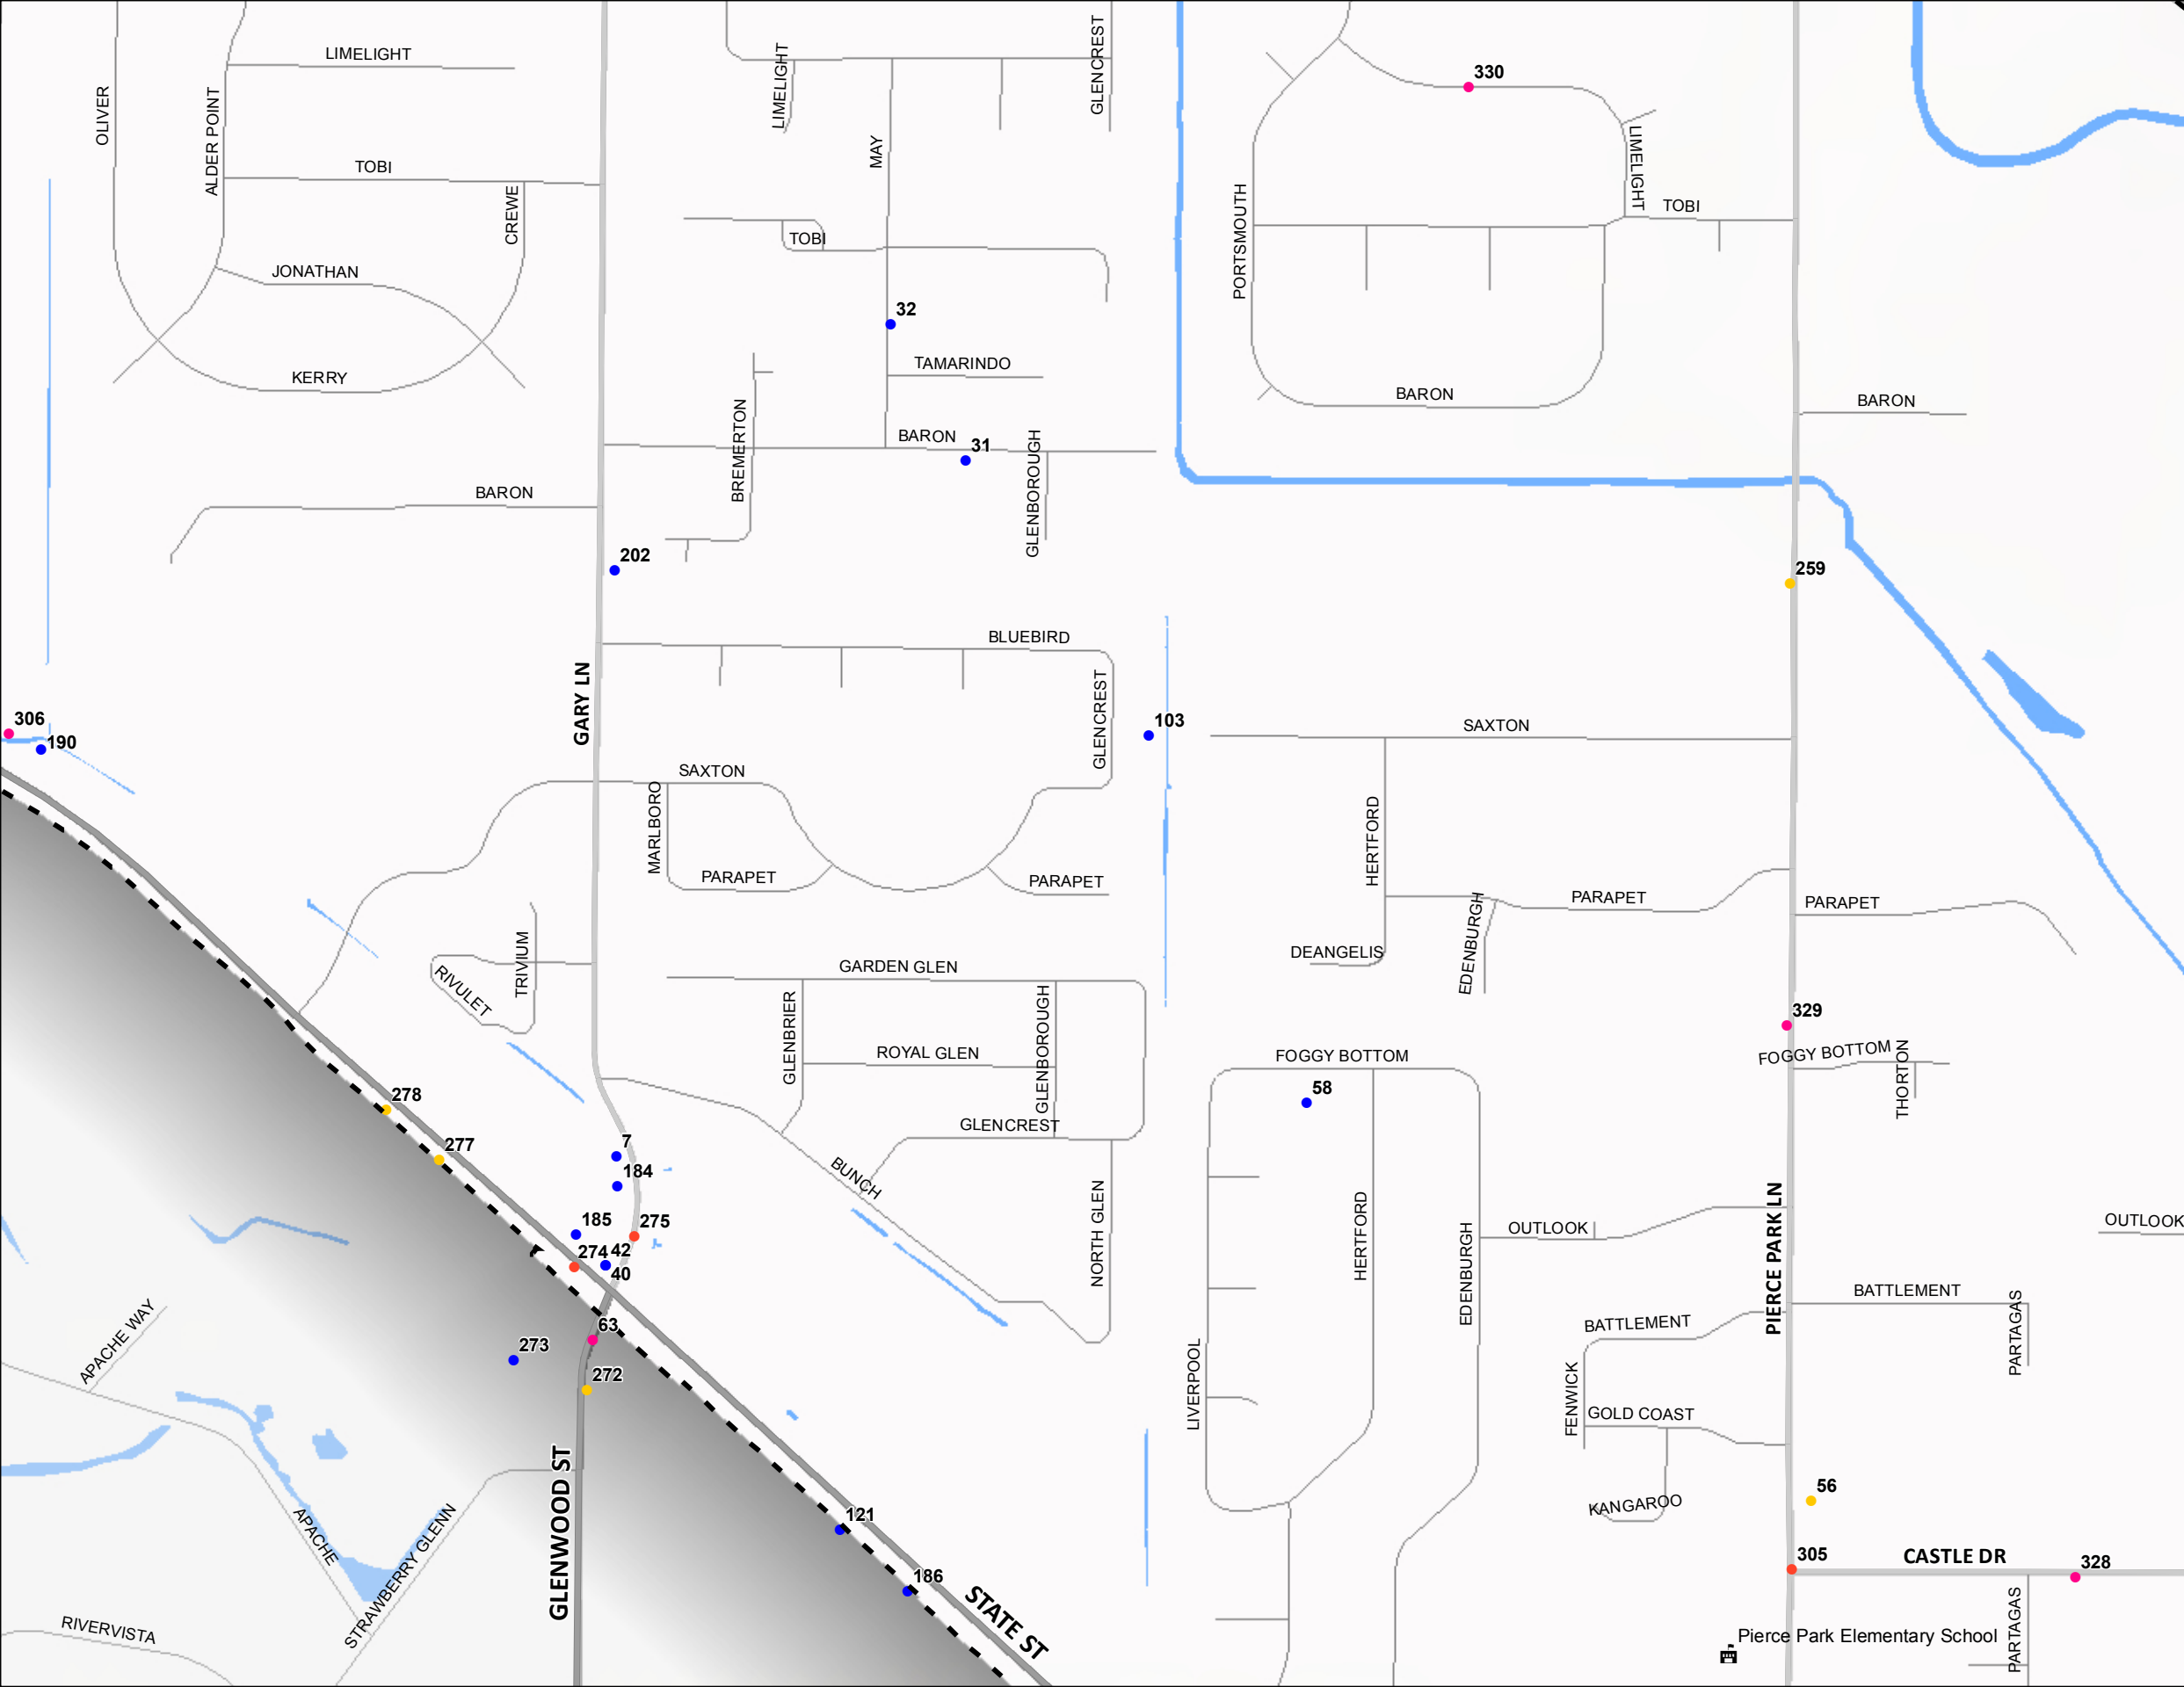 GLENCREST
LIMELIGHT
LIMELIGHT
330
OLIVER
ALDER POINT
MAY
LIMELIGHT
TOBI
CREWE
TOBI
PORTSMOUTH
TOBI
JONATHAN
32
TAMARINDO
KERRY
BARON
BARON
BREMERTON
BARON
31
GLENBOROUGH
BARON
202
259
BLUEBIRD
GARY LN
GLENCREST
306
190
103
SAXTON
SAXTON
MARLBORO
HERTFORD
PARAPET
PARAPET
PARAPET
PARAPET
EDENBURGH
DEANGELIS
TRIVIUM
RIVULET
GARDEN GLEN
GLENBRIER
GLENBOROUGH
ROYAL GLEN
329
FOGGY BOTTOM
FOGGY BOTTOM
THORTON
58
278
277
GLENCREST
7
184
BUNCH
185
275
274
42
40
NORTH GLEN
HERTFORD
EDENBURGH
OUTLOOK
OUTLOOK
PIERCE PARK LN
BATTLEMENT
BATTLEMENT
PARTAGAS
APACHE WAY
63
273
272
LIVERPOOL
FENWICK
GOLD COAST
KANGAROO
56
GLENWOOD ST
APACHE
STRAWBERRY GLENN
121
186
STATE ST
305
CASTLE DR
328
RIVERVISTA
PARTAGAS
Pierce Park Elementary School